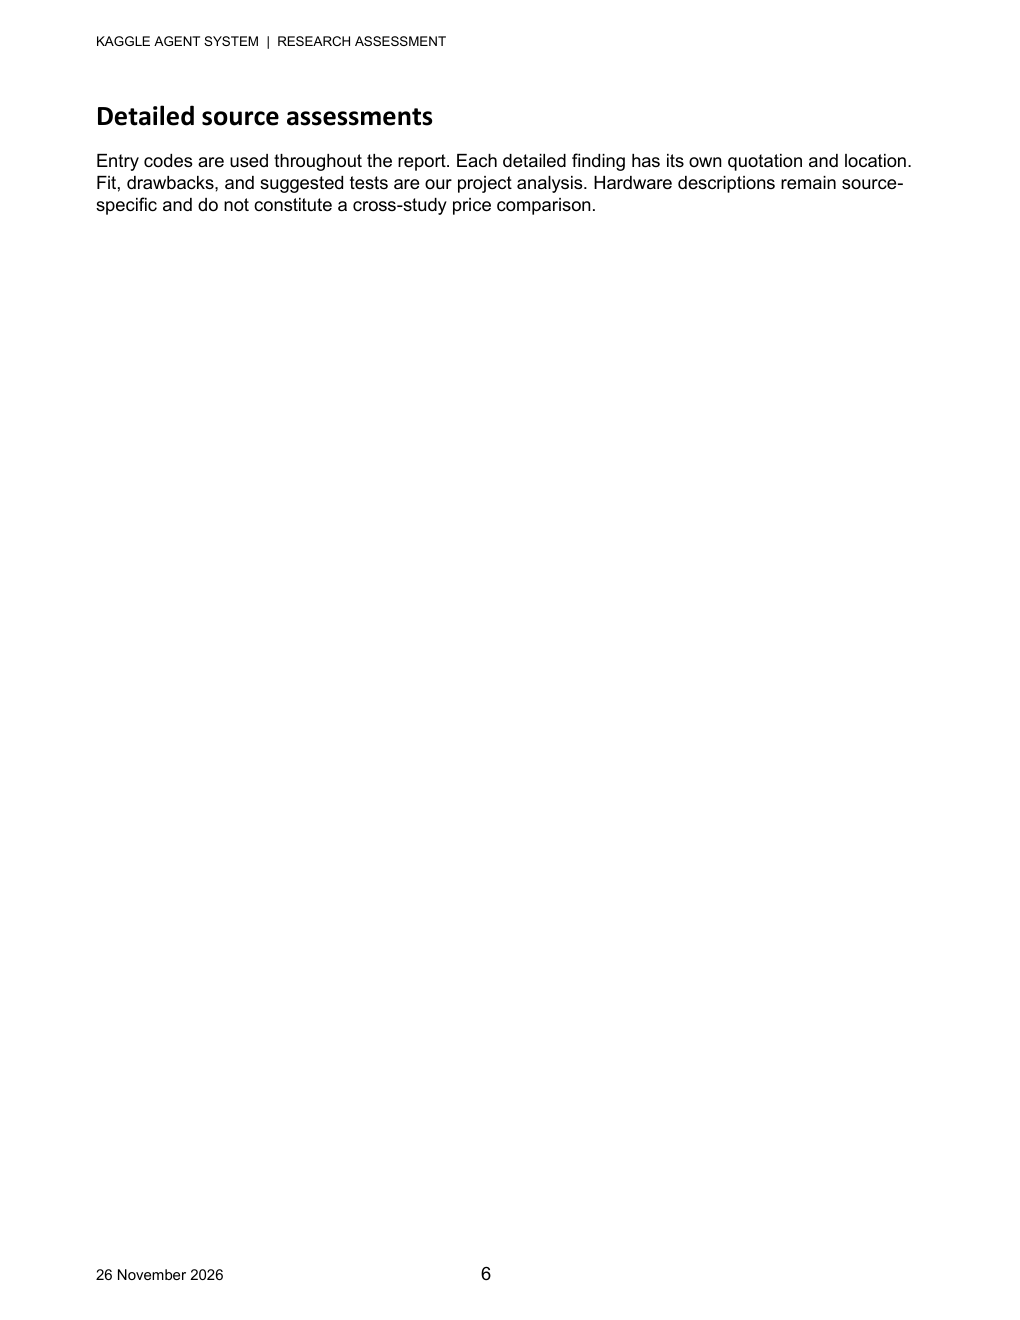 KAGGLE AGENT SYSTEM | RESEARCH ASSESSMENT
Detailed source assessments
Entry codes are used throughout the report. Each detailed finding has its own quotation and location.
Fit, drawbacks, and suggested tests are our project analysis. Hardware descriptions remain source-
specific and do not constitute a cross-study price comparison.
26 November 2026
6